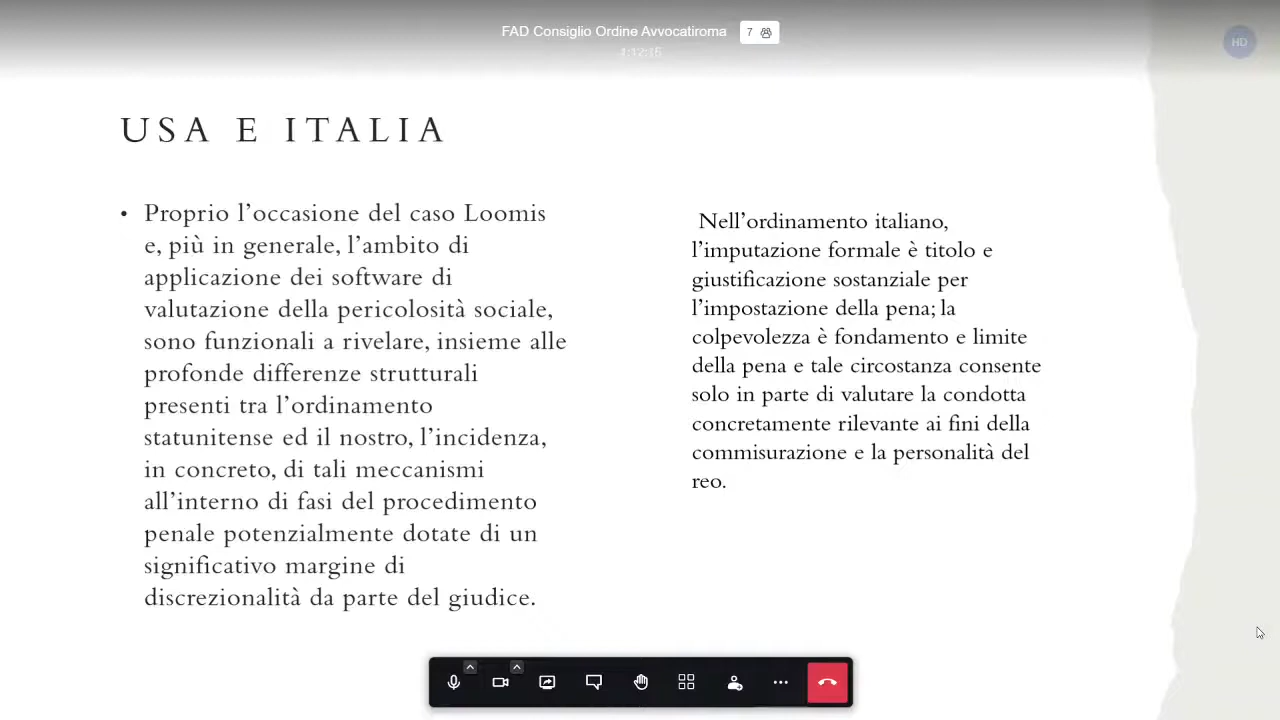 FAD Consiglio Ordine Avvocatiroma
7
1:12:35
HD
USA E ITALIA
• Proprio l’occasione del caso Loomis
e, più in generale, l’ambito di
applicazione dei software di
valutazione della pericolosità sociale,
sono funzionali a rivelare, insieme alle
profonde differenze strutturali
presenti tra l’ordinamento
statunitense ed il nostro, l’incidenza,
in concreto, di tali meccanismi
all’interno di fasi del procedimento
penale potenzialmente dotate di un
significativo margine di
discrezionalità da parte del giudice.
Nell’ordinamento italiano,
l’imputazione formale è titolo e
giustificazione sostanziale per
l’impostazione della pena; la
colpevolezza è fondamento e limite
della pena e tale circostanza consente
solo in parte di valutare la condotta
concretamente rilevante ai fini della
commisurazione e la personalità del
reo.